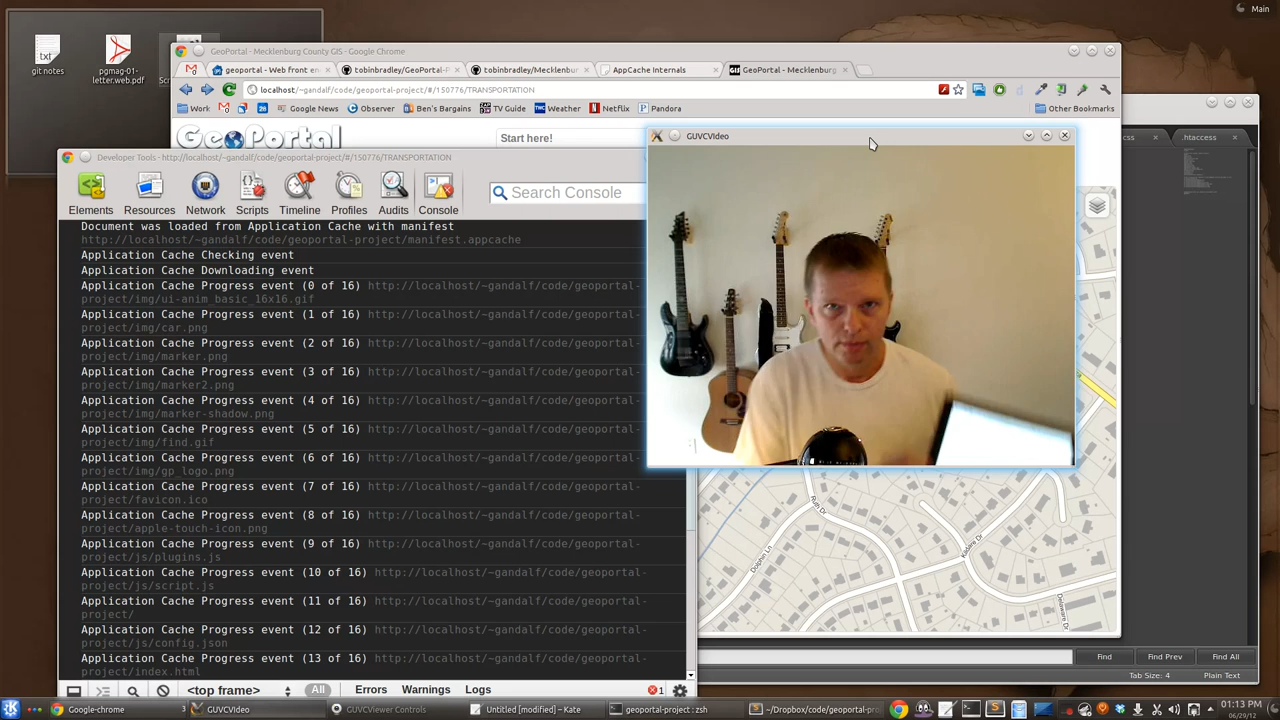 Main
git notes
pgmag-01-
letter.web.pdf
GeoPortal - Mecklenburg County GIS - Google Chrome
geoportal - Web front en
tobinbradley/GeoPortal-P
tobinbradley/Mecklenbur
AppCache Internals
GeoPortal - Mecklenburg
localhost/~gandalf/code/geoportal-project/#/150776/TRANSPORTATION
Work
Google News
Observer
Ben's Bargains
TV Guide
Weather
Netflix
Pandora
Other Bookmarks
css
.htaccess
GeoPortal
Start here!
GUVCVideo
Developer Tools - http://localhost/~gandalf/code/geoportal-project/#/150776/TRANSPORTATION
Elements
Resources
Network
Scripts
Timeline
Profiles
Audits
Console
Search Console
Document was loaded from Application Cache with manifest
http://localhost/~gandalf/code/geoportal-project/manifest.appcache
Application Cache Checking event
Application Cache Downloading event
Application Cache Progress event (0 of 16) http://localhost/~gandalf/code/geoportal-
project/img/ui-anim_basic_16x16.gif
Application Cache Progress event (1 of 16) http://localhost/~gandalf/code/geoportal-
project/img/car.png
Application Cache Progress event (2 of 16) http://localhost/~gandalf/code/geoportal-
project/img/marker.png
Application Cache Progress event (3 of 16) http://localhost/~gandalf/code/geoportal-
project/img/marker2.png
Application Cache Progress event (4 of 16) http://localhost/~gandalf/code/geoportal-
project/img/marker-shadow.png
Application Cache Progress event (5 of 16) http://localhost/~gandalf/code/geoportal-
project/img/find.gif
Application Cache Progress event (6 of 16) http://localhost/~gandalf/code/geoportal-
project/img/gp_logo.png
Application Cache Progress event (7 of 16) http://localhost/~gandalf/code/geoportal-
project/favicon.ico
Application Cache Progress event (8 of 16) http://localhost/~gandalf/code/geoportal-
project/apple-touch-icon.png
Application Cache Progress event (9 of 16) http://localhost/~gandalf/code/geoportal-
project/js/plugins.js
Application Cache Progress event (10 of 16) http://localhost/~gandalf/code/geoportal-
project/js/script.js
Application Cache Progress event (11 of 16) http://localhost/~gandalf/code/geoportal-
project/
Application Cache Progress event (12 of 16) http://localhost/~gandalf/code/geoportal-
project/js/config.json
Application Cache Progress event (13 of 16) http://localhost/~gandalf/code/geoportal-
project/index.html
<top frame>
All
Errors
Warnings
Logs
1
Ruth Dr
Dolphin Ln
Kildare Dr
Delaware Dr
Find
Find Prev
Find All
Tab Size: 4
Plain Text
Google-chrome
3
GUVCVideo
GUVCViewer Controls
Untitled [modified] – Kate
geoportal-project : zsh
~/Dropbox/code/geoportal-p
01:13 PM
06/29/12